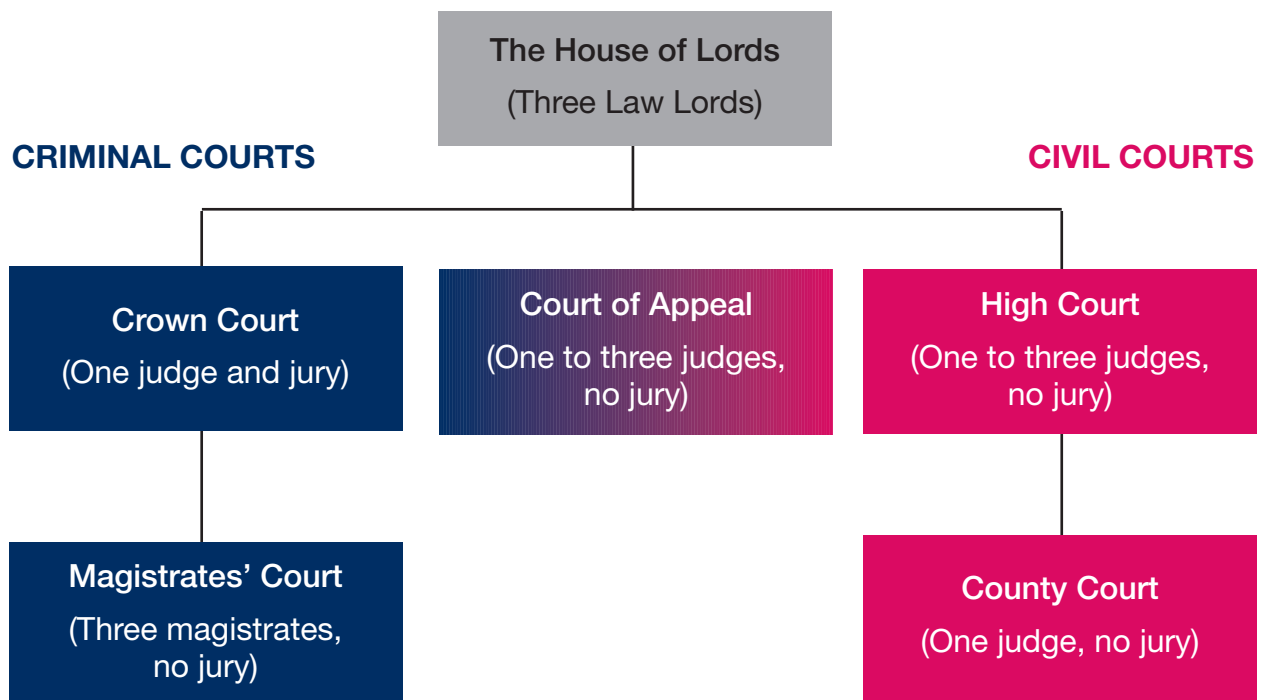 The House of Lords
(Three Law Lords)
CRIMINAL COURTS
CIVIL COURTS
Crown Court
(One judge and jury)
Court of Appeal
(One to three judges,
no jury)
High Court
(One to three judges,
no jury)
Magistrates’ Court
(Three magistrates,
no jury)
County Court
(One judge, no jury)